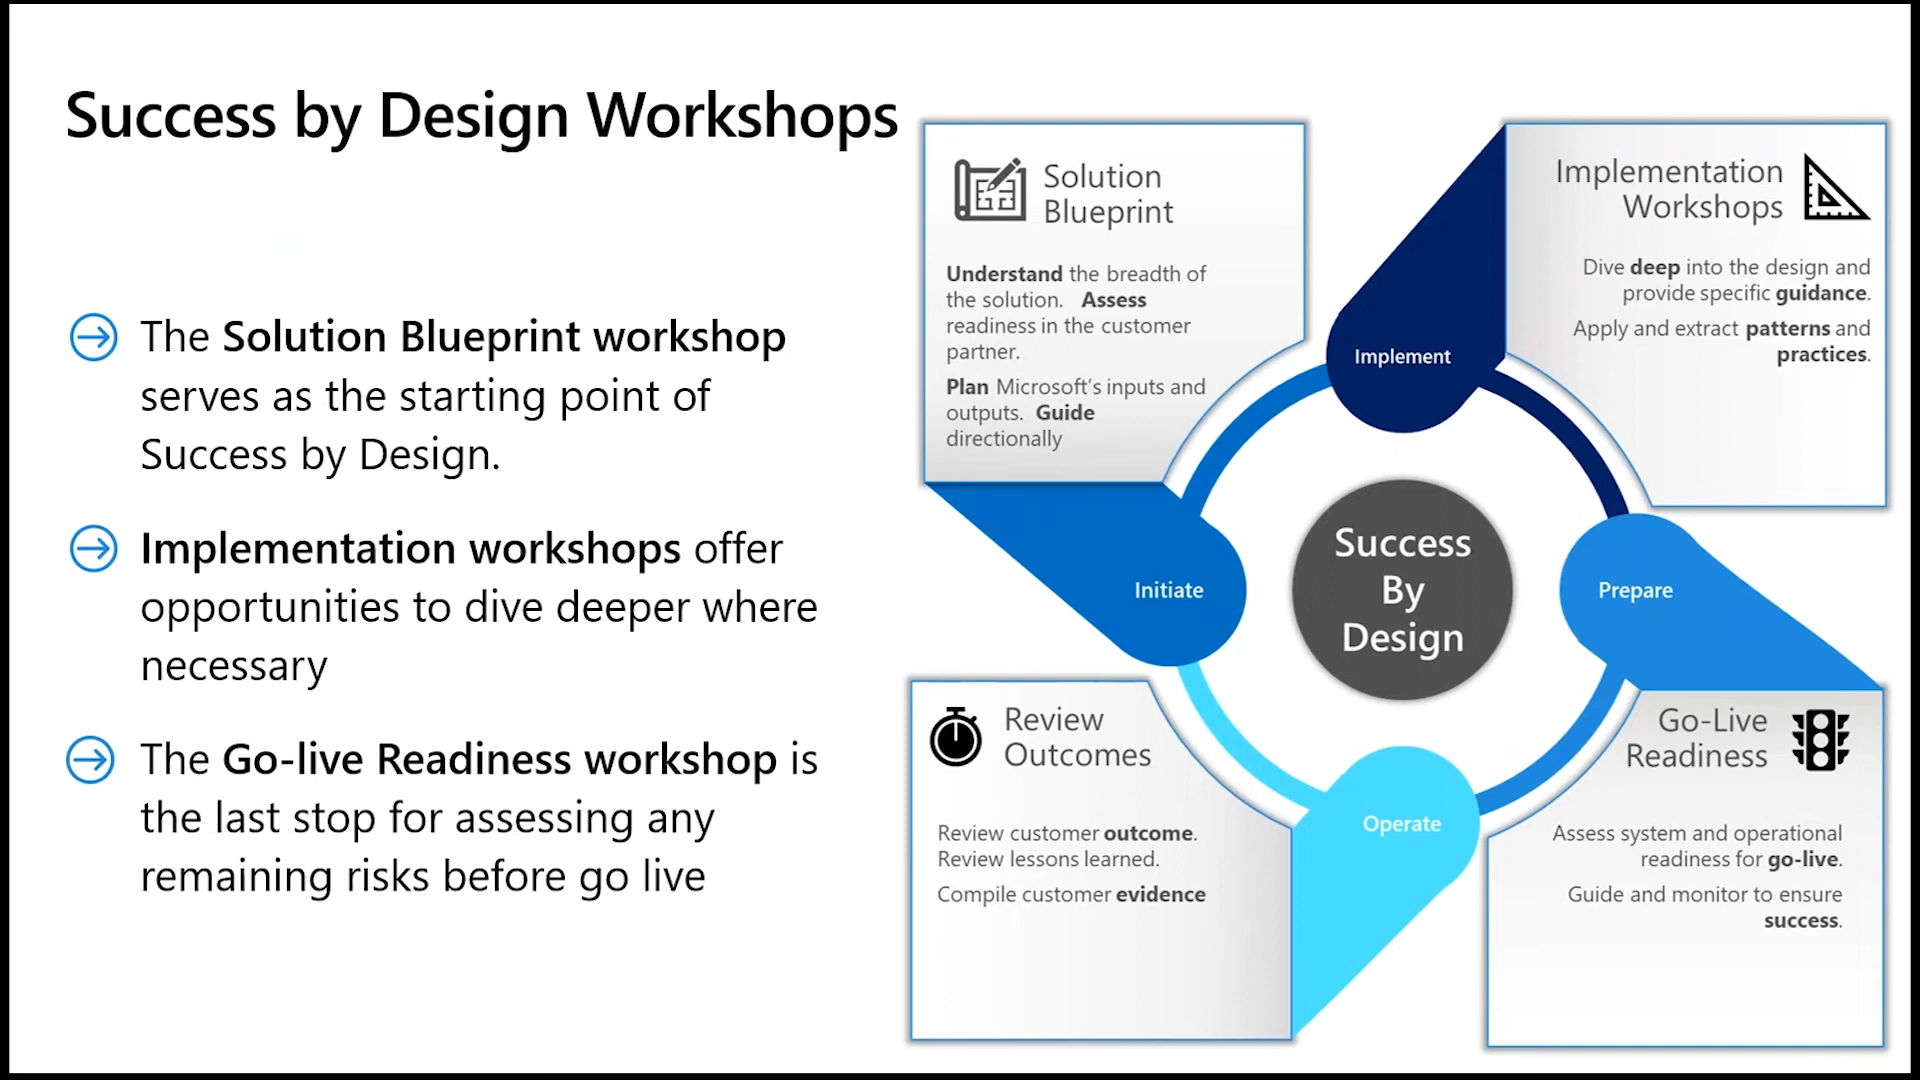 Success by Design Workshops
The Solution Blueprint workshop
serves as the starting point of
Success by Design.
Implementation workshops offer
opportunities to dive deeper where
necessary
The Go-live Readiness workshop is
the last stop for assessing any
remaining risks before go live
Solution
Blueprint
Understand the breadth of
the solution. Assess
readiness in the customer
partner.
Plan Microsoft's inputs and
outputs. Guide
directionally
Implementation
Workshops
Dive deep into the design and
provide specific guidance.
Apply and extract patterns and
practices.
Implement
Initiate
Success
By
Design
Prepare
Operate
Review
Outcomes
Review customer outcome.
Review lessons learned.
Compile customer evidence
Go-Live
Readiness
Assess system and operational
readiness for go-live.
Guide and monitor to ensure
success.